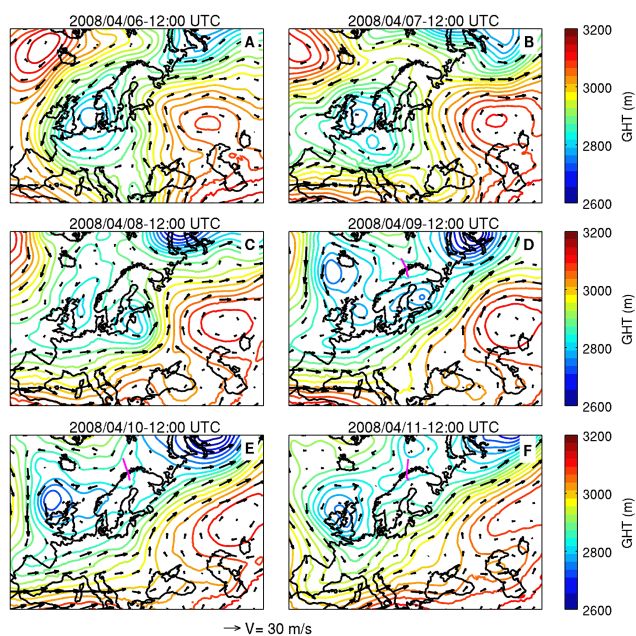 2008/04/06-12:00 UTC
2008/04/07-12:00 UTC
A
B
3200
3000
2800
2600
GHT (m)
2008/04/08-12:00 UTC
2008/04/09-12:00 UTC
C
D
3200
3000
2800
2600
GHT (m)
2008/04/10-12:00 UTC
2008/04/11-12:00 UTC
E
F
3200
3000
2800
2600
GHT (m)
V= 30 m/s